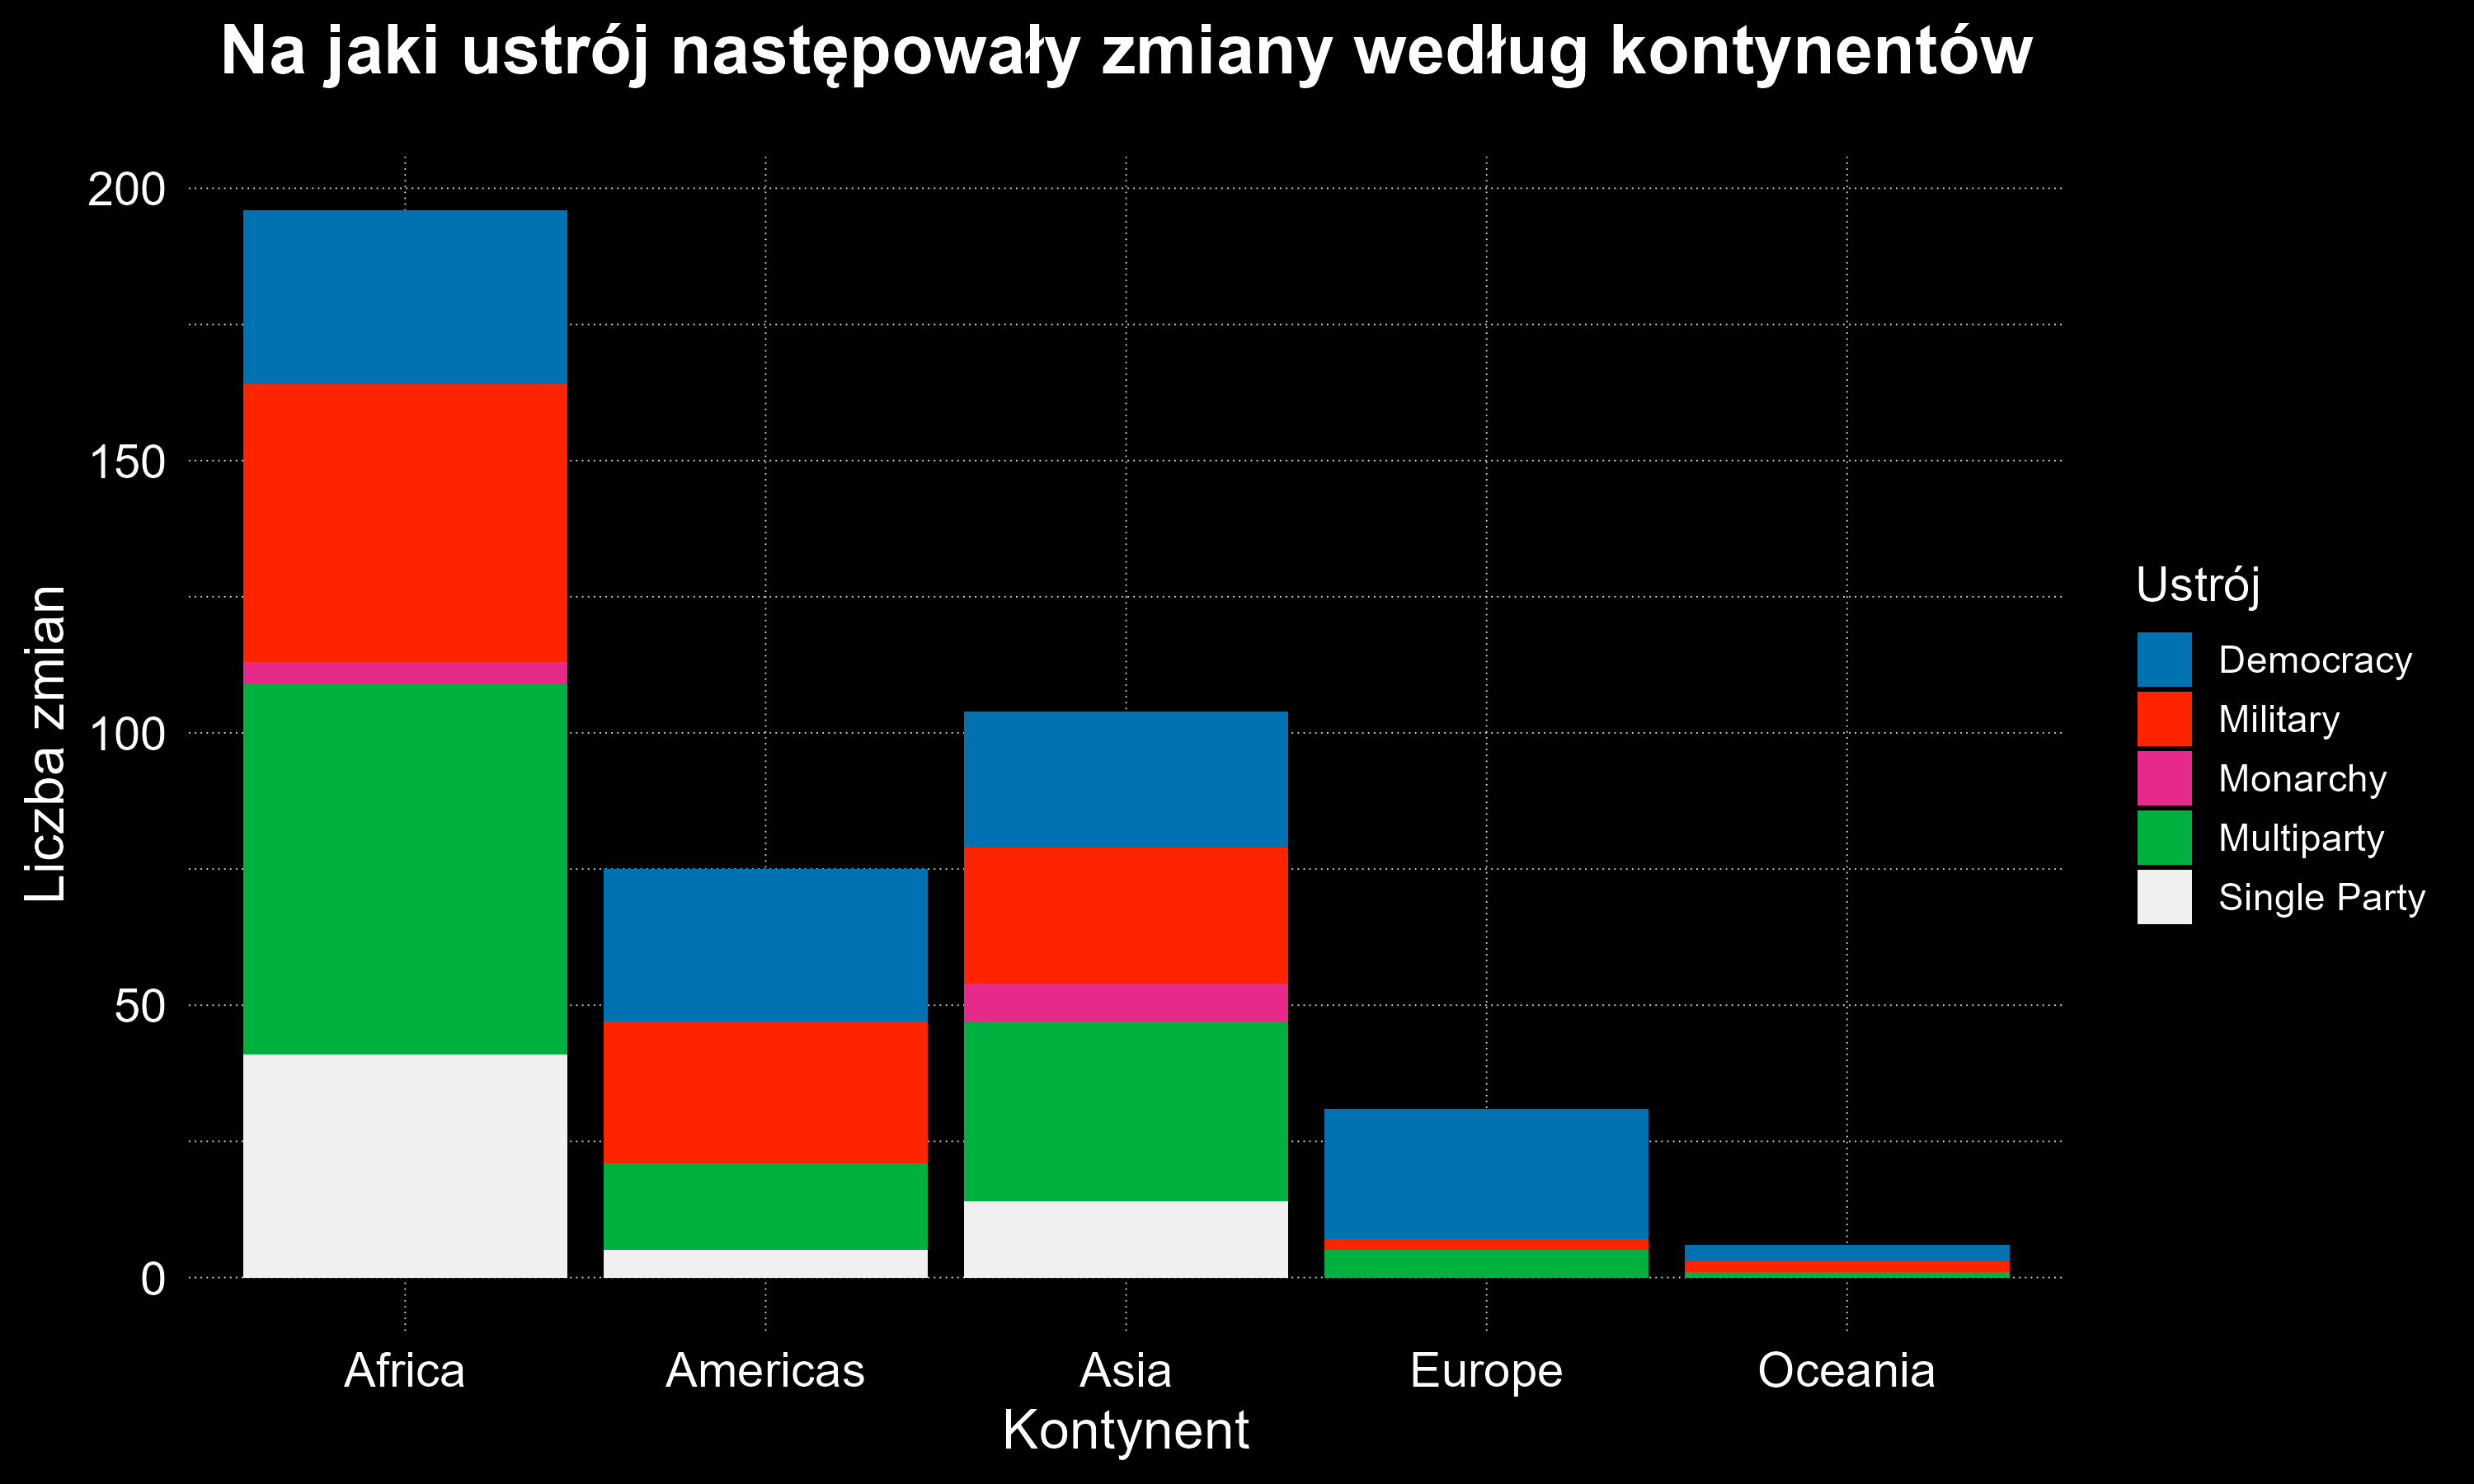 Na jaki ustrój następowały zmiany według kontynentów
200
150
100
50
0
Liczba zmian
Africa
Americas
Asia
Europe
Oceania
Kontynent
Ustrój
Democracy
Military
Monarchy
Multiparty
Single Party